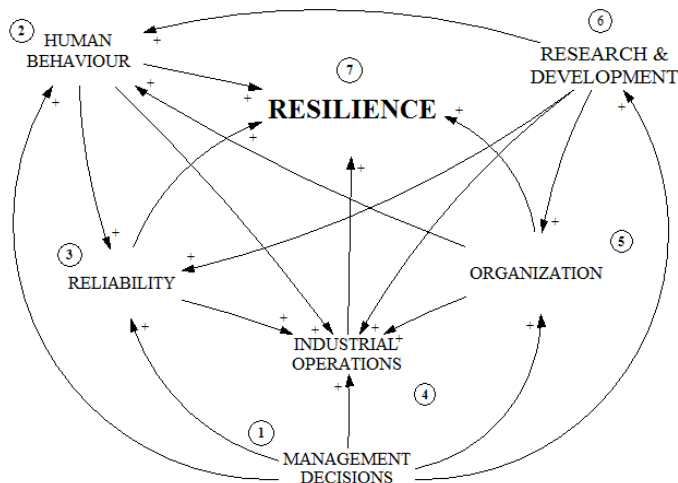 2
HUMAN
BEHAVIOUR
6
RESEARCH &
DEVELOPMENT
7
RESILIENCE
+
+
+
+
+
+
+
+
+
3
RELIABILITY
+
+
ORGANIZATION
5
+
+
+
+
INDUSTRIAL
OPERATIONS
+
+
+
4
1
MANAGEMENT
DECISIONS